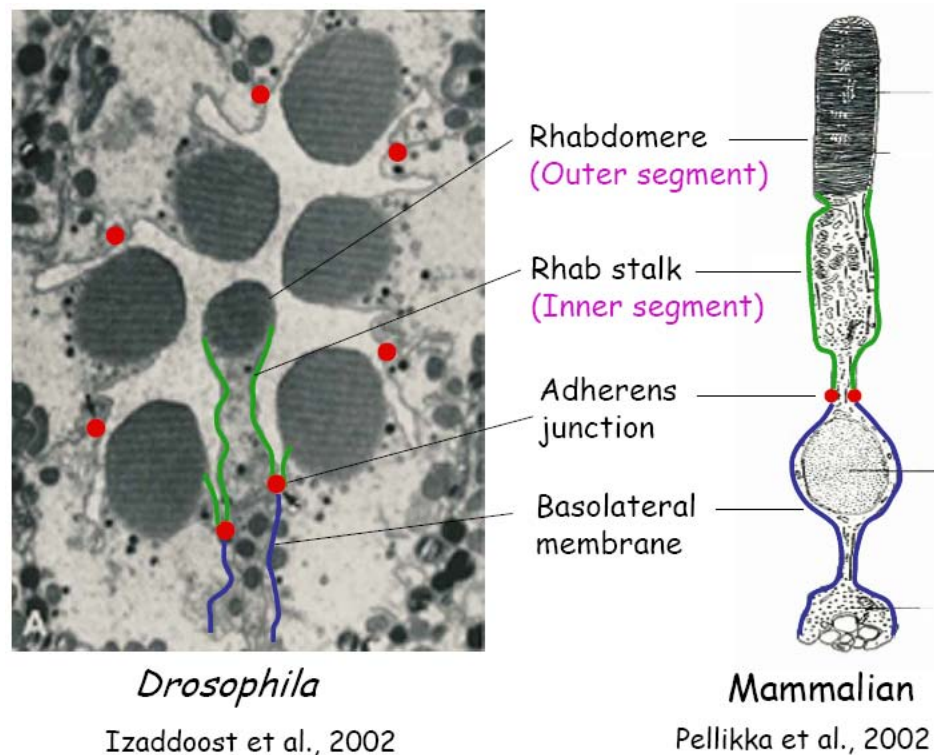 Rhabdomere
(Outer segment)
Rhab stalk
(Inner segment)
Adherens
junction
Basolateral
membrane
A
Drosophila
Izaddoost et al., 2002
Mammalian
Pellikka et al., 2002